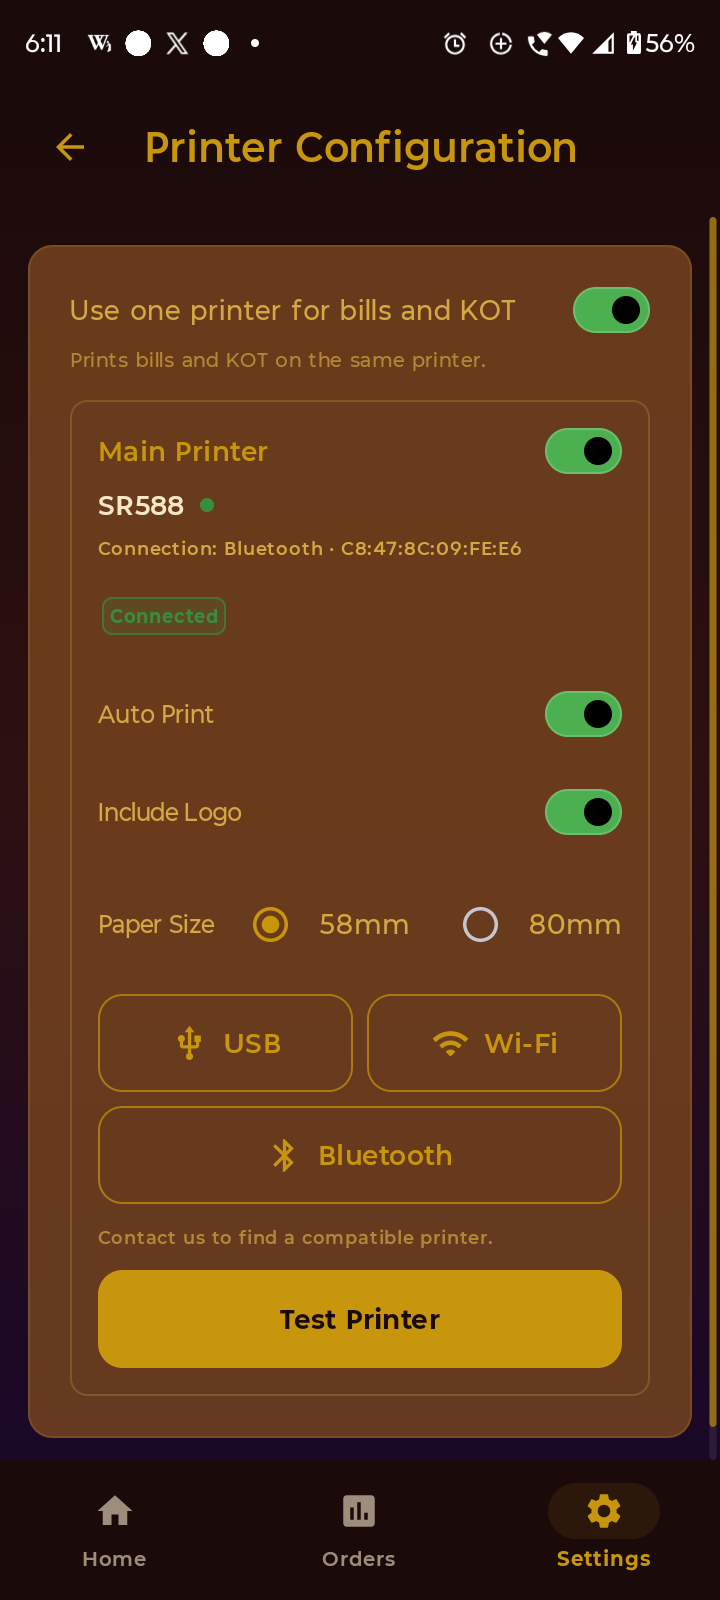 6:11
56%
Printer Configuration
Use one printer for bills and KOT
Prints bills and KOT on the same printer.
Main Printer
SR588
Connection: Bluetooth · C8:47:8C:09:FE:E6
Connected
Auto Print
Include Logo
Paper Size 58mm 80mm
USB Wi-Fi
Bluetooth
Contact us to find a compatible printer.
Test Printer
Home Orders Settings